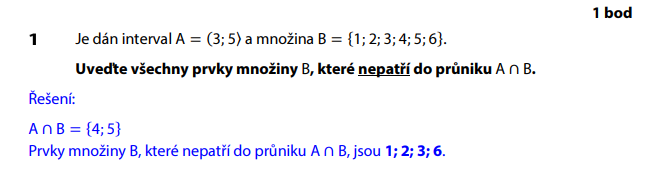 1 bod
1 Je dán interval A = (3; 5⟩ a množina B = {1; 2; 3; 4; 5; 6}.
Uveďte všechny prvky množiny B, které nepatří do průniku A ∩ B.
Řešení:
A ∩ B = {4; 5}
Prvky množiny B, které nepatří do průniku A ∩ B, jsou 1; 2; 3; 6.